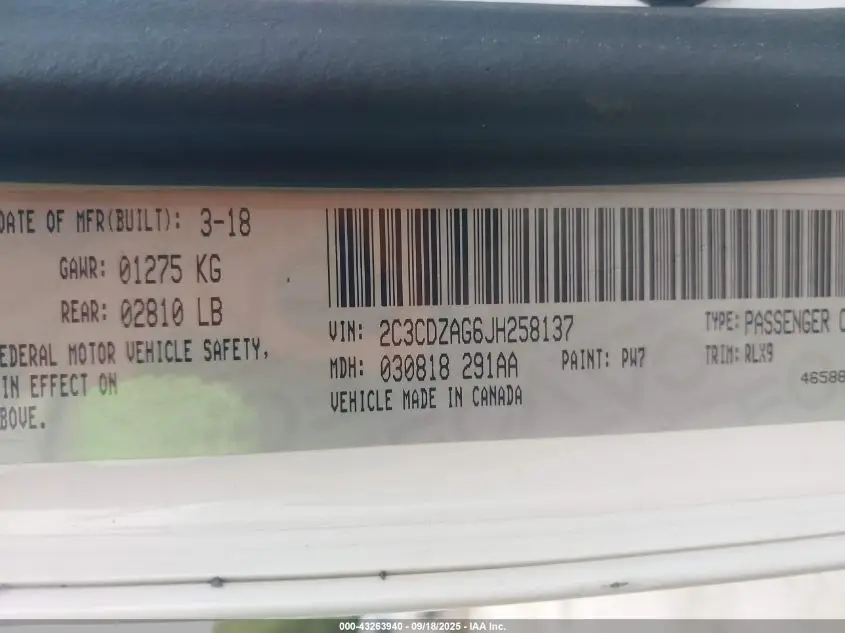 DATE OF MFR(BUILT): 3-18
GAWR: 01275 KG
REAR: 02810 LB
FEDERAL MOTOR VEHICLE SAFETY,
IN EFFECT ON
ABOVE.
VIN: 2C3CDZAG6JH258137
TYPE: PASSENGER C
MDH: 030818 291AA
PAINT: PW7
TRIM: RLX9
VEHICLE MADE IN CANADA
46588
000-43263940 - 09/18/2025 - IAA Inc.